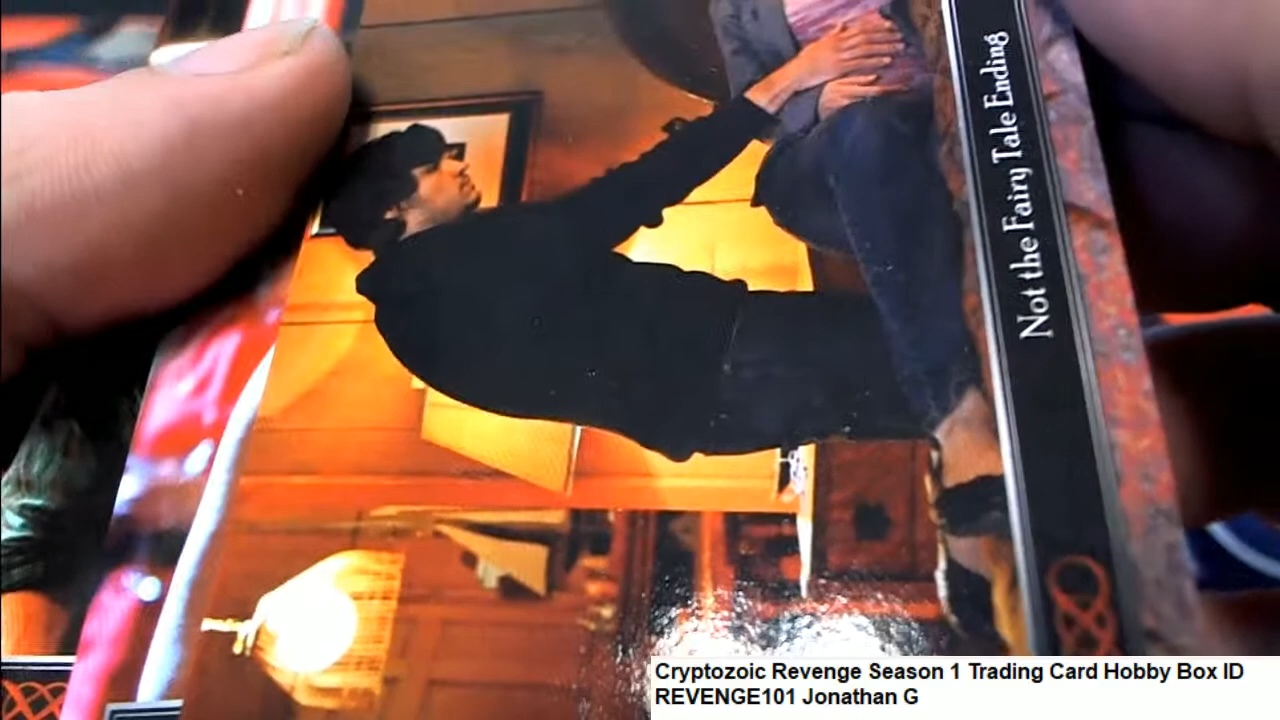 Not the Fairy Tale Ending
Cryptozoic Revenge Season 1 Trading Card Hobby Box ID
REVENGE101 Jonathan G